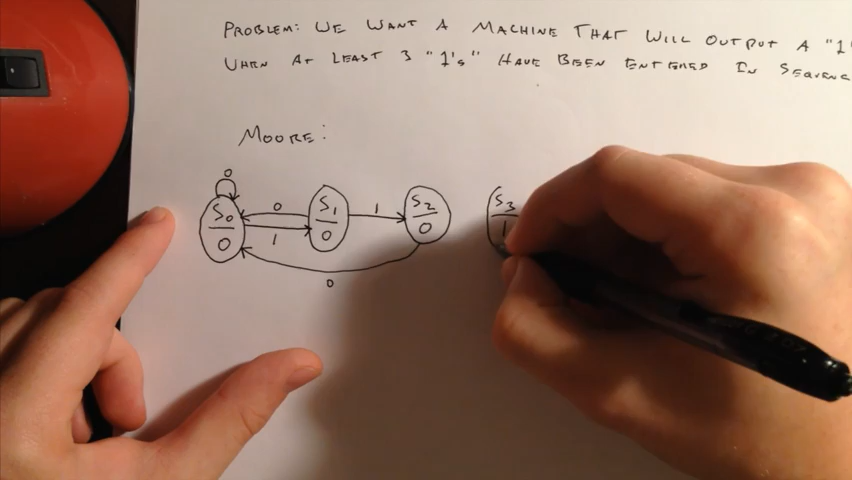 PROBLEM: WE WANT A MACHINE THAT WILL OUTPUT A "1"
WHEN AT LEAST 3 "1's" HAVE BEEN ENTERED IN SEQUENC
MOORE:
0
S0 0 S1 1 S2 S3
0 1 0 0 1
0